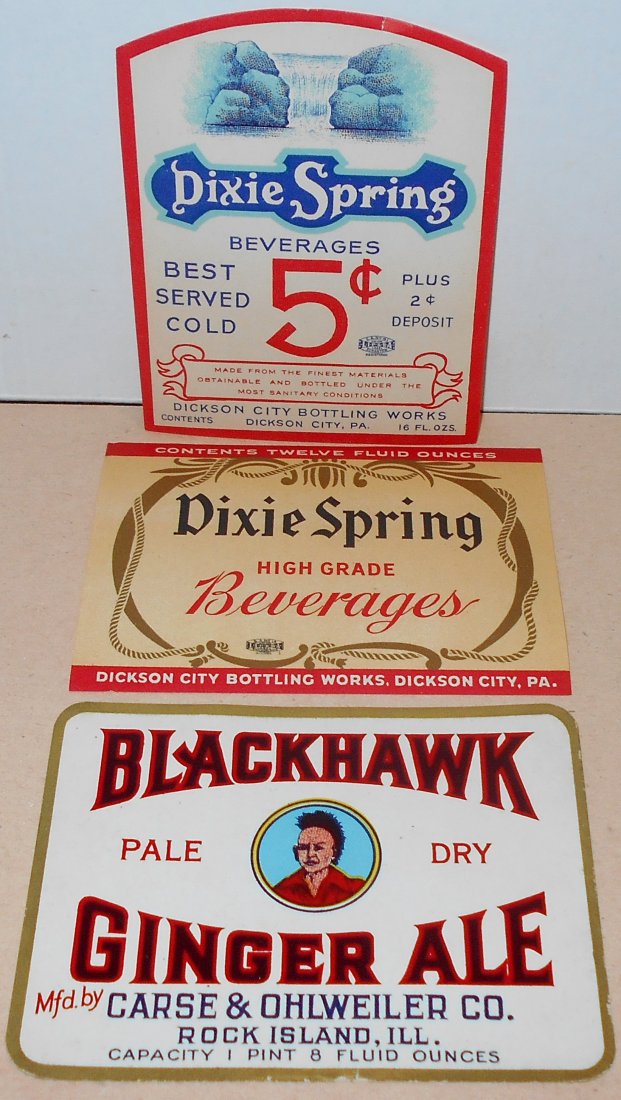 Dixie Spring
BEVERAGES
BEST
SERVED
COLD
5¢
PLUS
2¢
DEPOSIT
MADE FROM THE FINEST MATERIALS
OBTAINABLE AND BOTTLED UNDER THE
MOST SANITARY CONDITIONS
DICKSON CITY BOTTLING WORKS
CONTENTS
DICKSON CITY, PA.
16 FL. OZS.
CONTENTS TWELVE FLUID OUNCES
Dixie Spring
HIGH GRADE
Beverages
DICKSON CITY BOTTLING WORKS, DICKSON CITY, PA.
BLACKHAWK
PALE
DRY
GINGER ALE
Mfd. by CARSE & OHLWEILER CO.
ROCK ISLAND, ILL.
CAPACITY 1 PINT 8 FLUID OUNCES